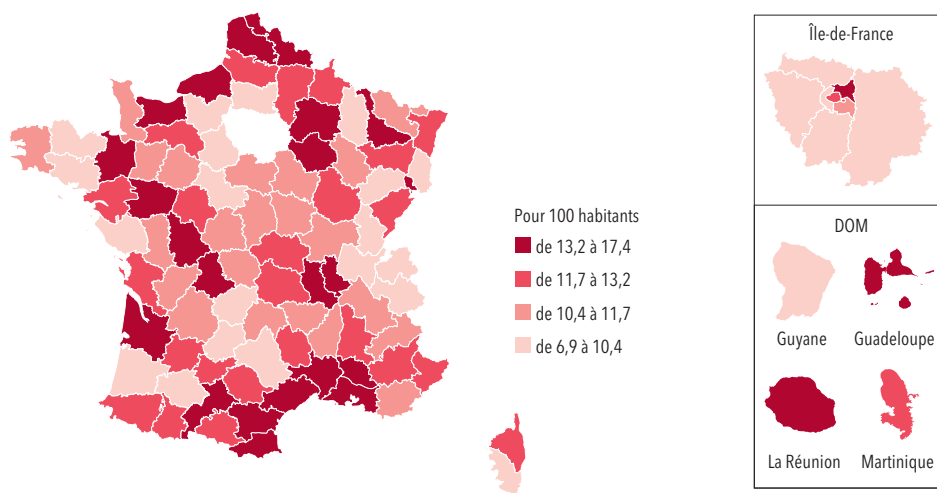 Île-de-France
Pour 100 habitants
de 13,2 à 17,4
de 11,7 à 13,2
de 10,4 à 11,7
de 6,9 à 10,4
DOM
Guyane
Guadeloupe
La Réunion
Martinique